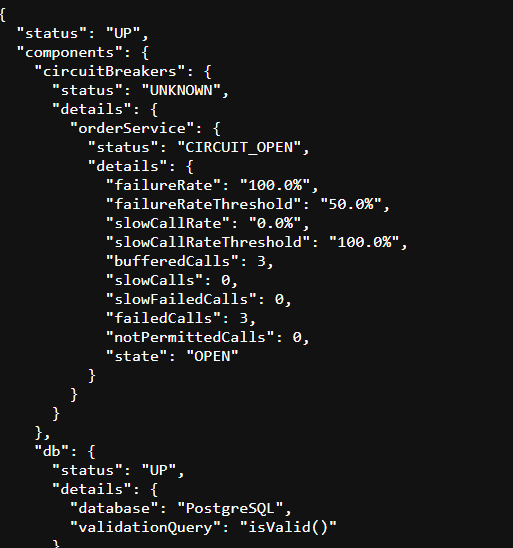 {
  "status": "UP",
  "components": {
    "circuitBreakers": {
      "status": "UNKNOWN",
      "details": {
        "orderService": {
          "status": "CIRCUIT_OPEN",
          "details": {
            "failureRate": "100.0%",
            "failureRateThreshold": "50.0%",
            "slowCallRate": "0.0%",
            "slowCallRateThreshold": "100.0%",
            "bufferedCalls": 3,
            "slowCalls": 0,
            "slowFailedCalls": 0,
            "failedCalls": 3,
            "notPermittedCalls": 0,
            "state": "OPEN"
          }
        }
      }
    },
    "db": {
      "status": "UP",
      "details": {
        "database": "PostgreSQL",
        "validationQuery": "isValid()"
      }